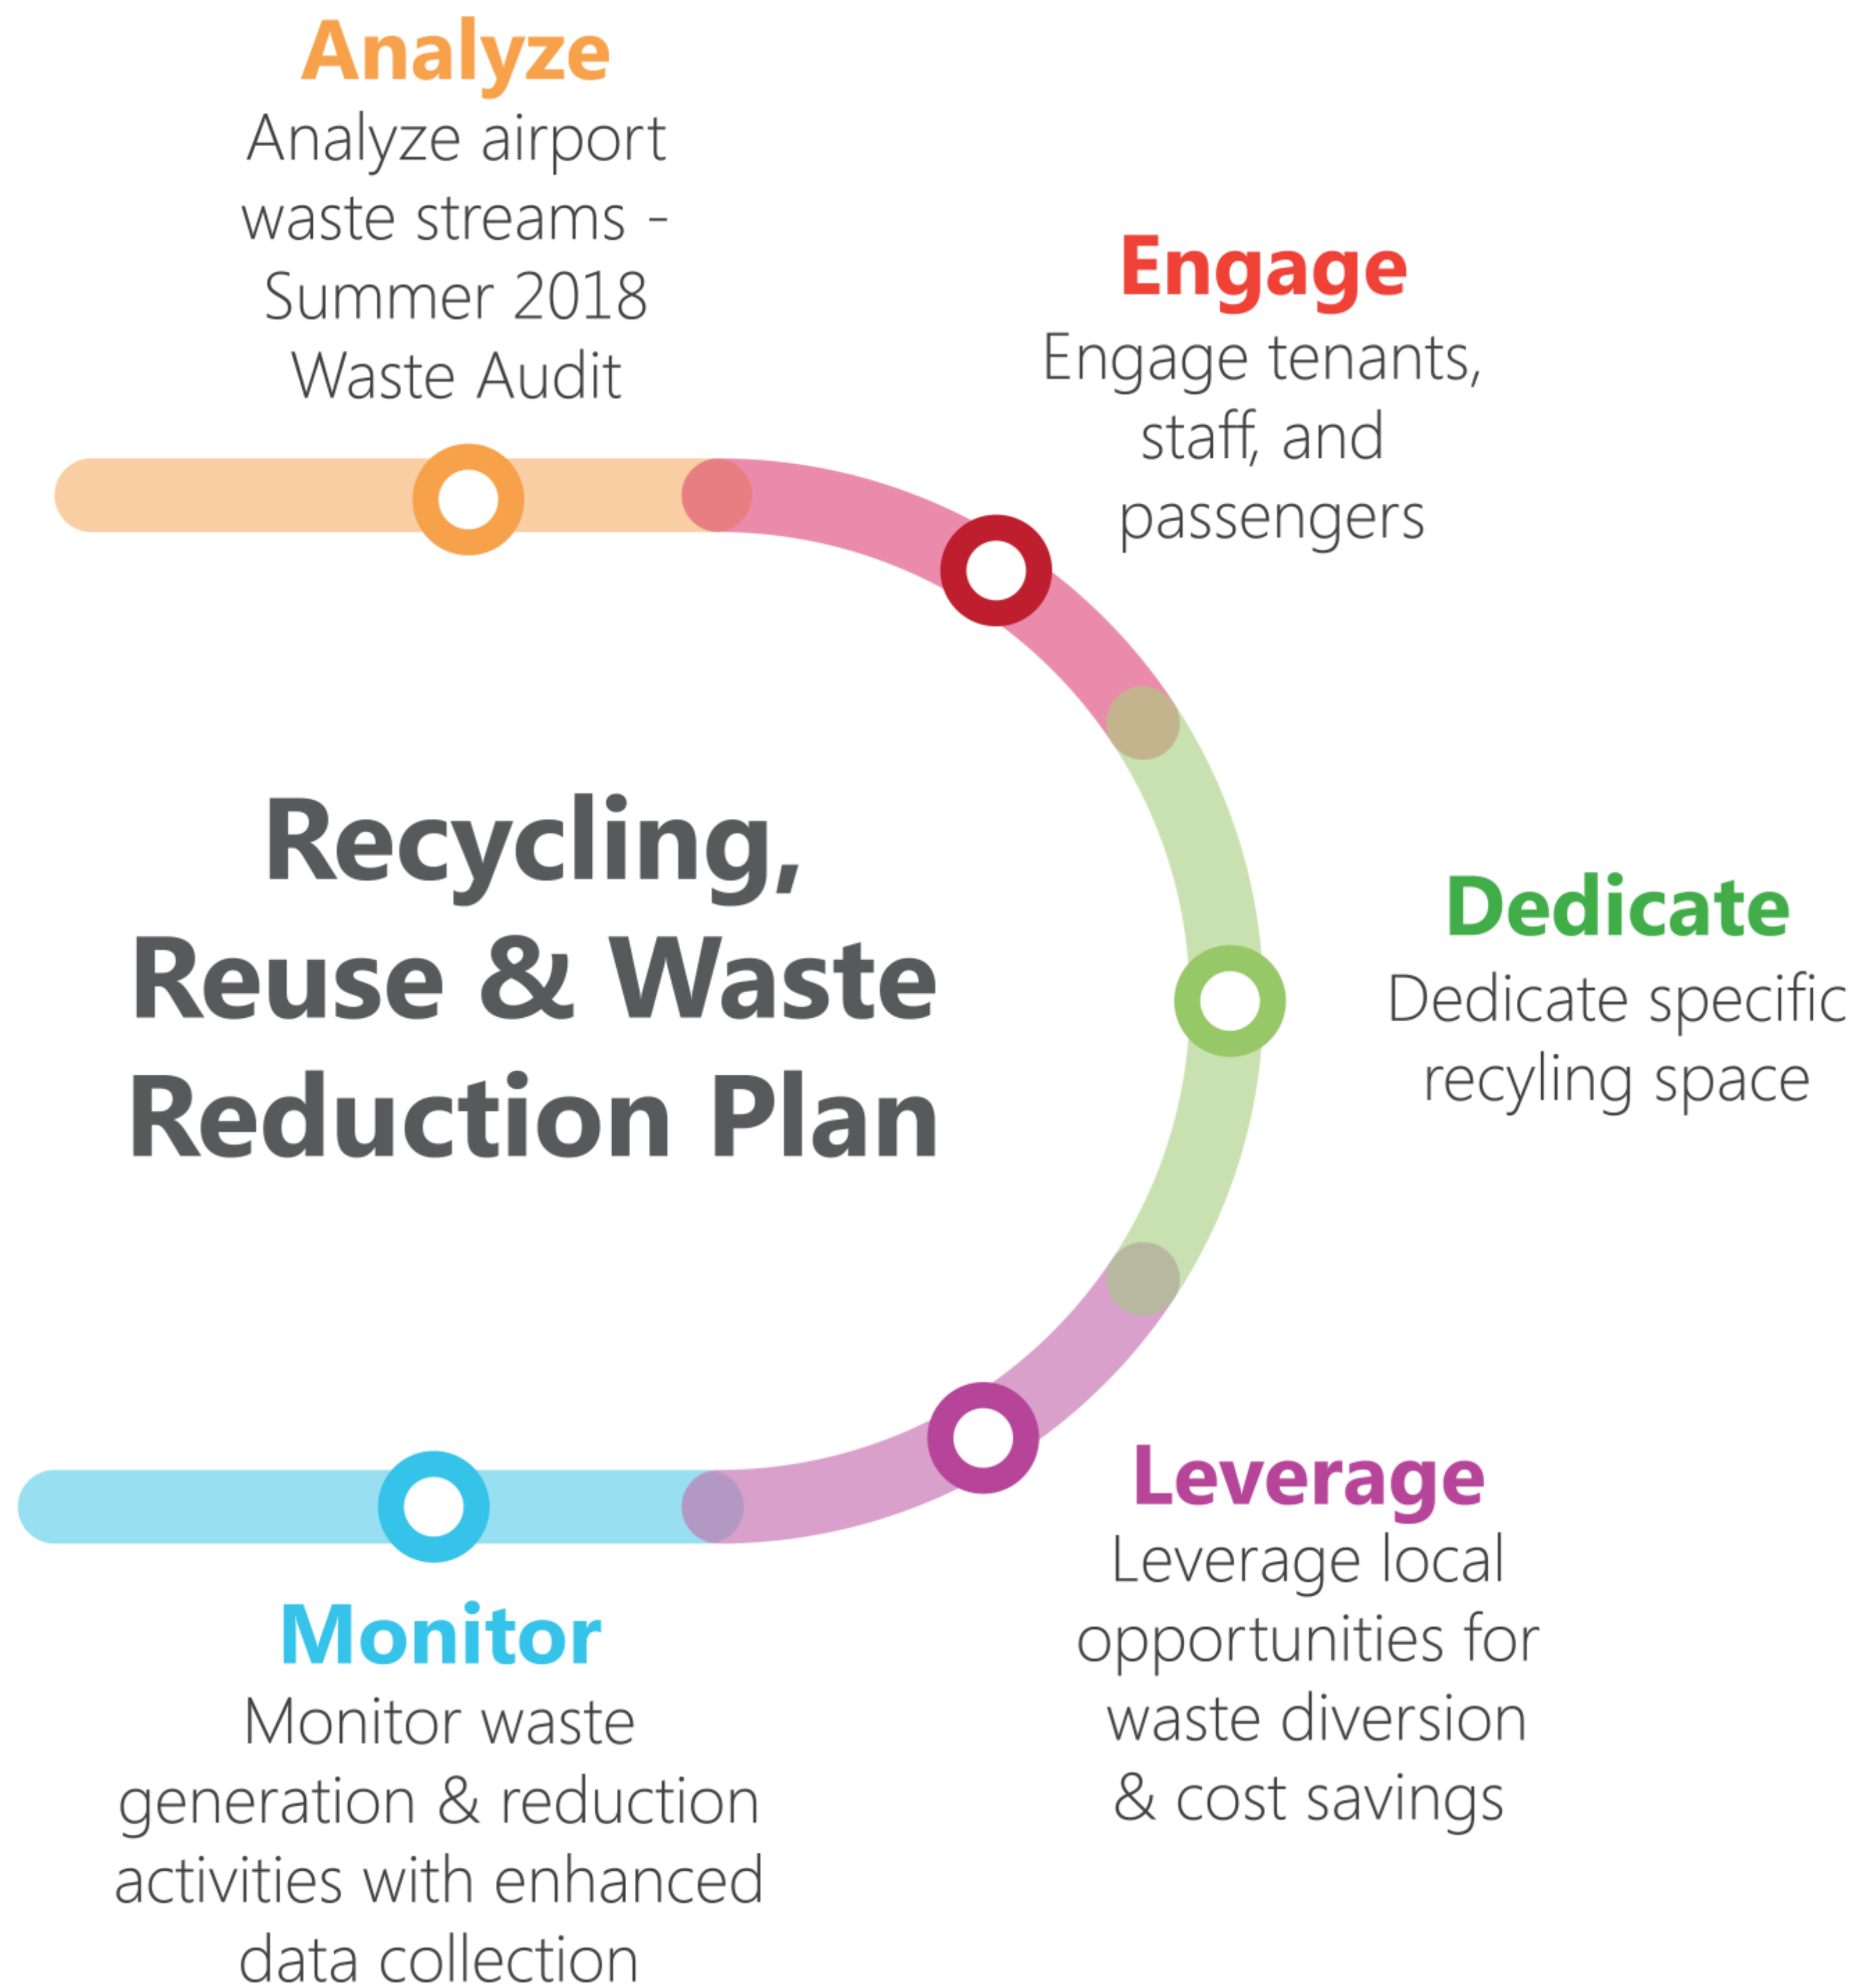 Analyze
Analyze airport
waste streams -
Summer 2018
Waste Audit
Engage
Engage tenants,
staff, and
passengers
Recycling,
Reuse & Waste
Reduction Plan
Dedicate
Dedicate specific
recyling space
Leverage
Leverage local
opportunities for
waste diversion
& cost savings
Monitor
Monitor waste
generation & reduction
activities with enhanced
data collection